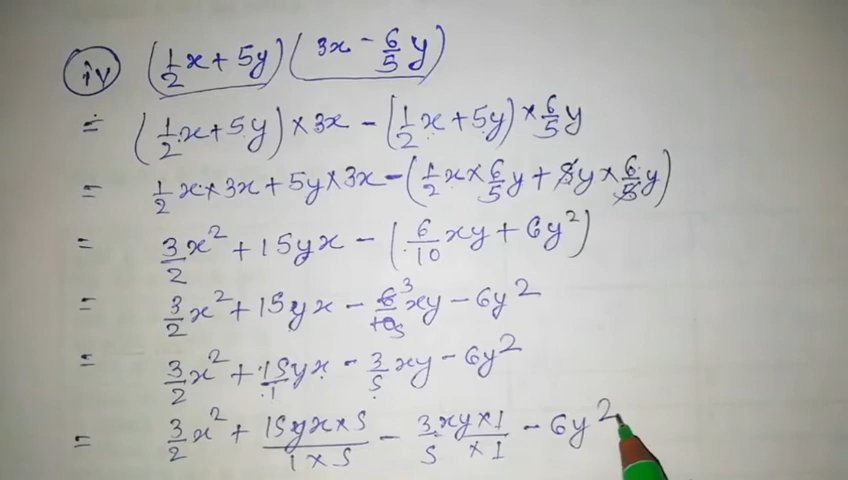 iv (1/2 x + 5y) (3x - 6/5 y)
= (1/2 x + 5y) × 3x - (1/2 x + 5y) × 6/5 y
= 1/2 x × 3x + 5y × 3x - (1/2 x × 6/5 y + 5y × 6/5 y)
= 3/2 x² + 15yx - (6/10 xy + 6y²)
= 3/2 x² + 15yx - 6 3/10 5 xy - 6y²
= 3/2 x² + 15yx/1 - 3/5 xy - 6y²
= 3/2 x² + 15yx × 5/1 × 5 - 3xy × 1/5 × 1 - 6y²